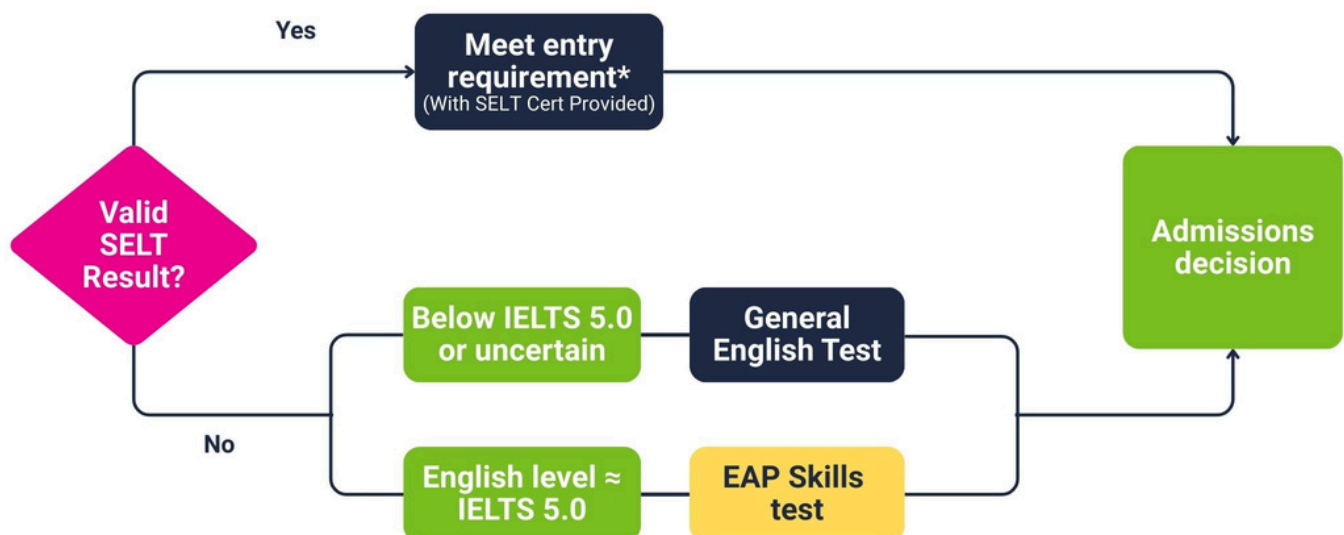 Yes
Meet entry
requirement*
(With SELT Cert Provided)
Valid
SELT
Result?
Admissions
decision
Below IELTS 5.0
or uncertain
General
English Test
No
English level ≈
IELTS 5.0
EAP Skills
test